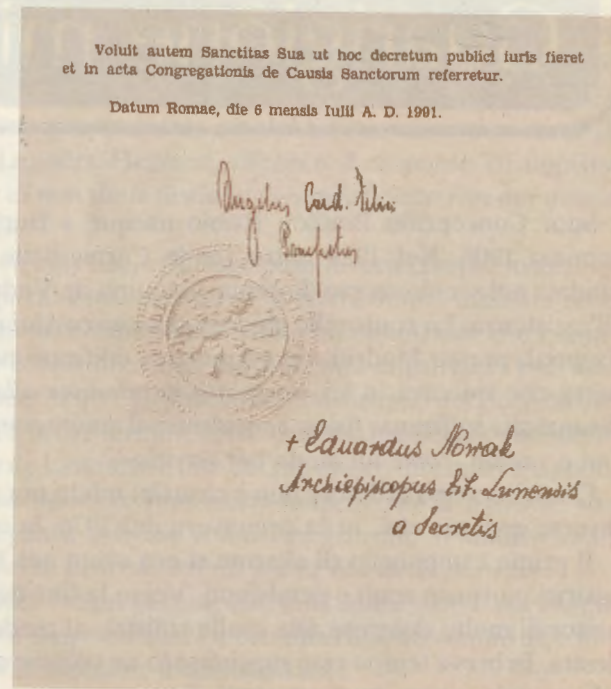 Voluit autem Sanctitas Sua ut hoc decretum publici iuris fieret
et in acta Congregationis de Causis Sanctorum referretur.
Datum Romae, die 6 mensis Iulii A. D. 1991.
Angelus Card. Felici
Praefectus
+ Eduardus Nowak
Archiepiscopus tit. Lunensis
a decretis